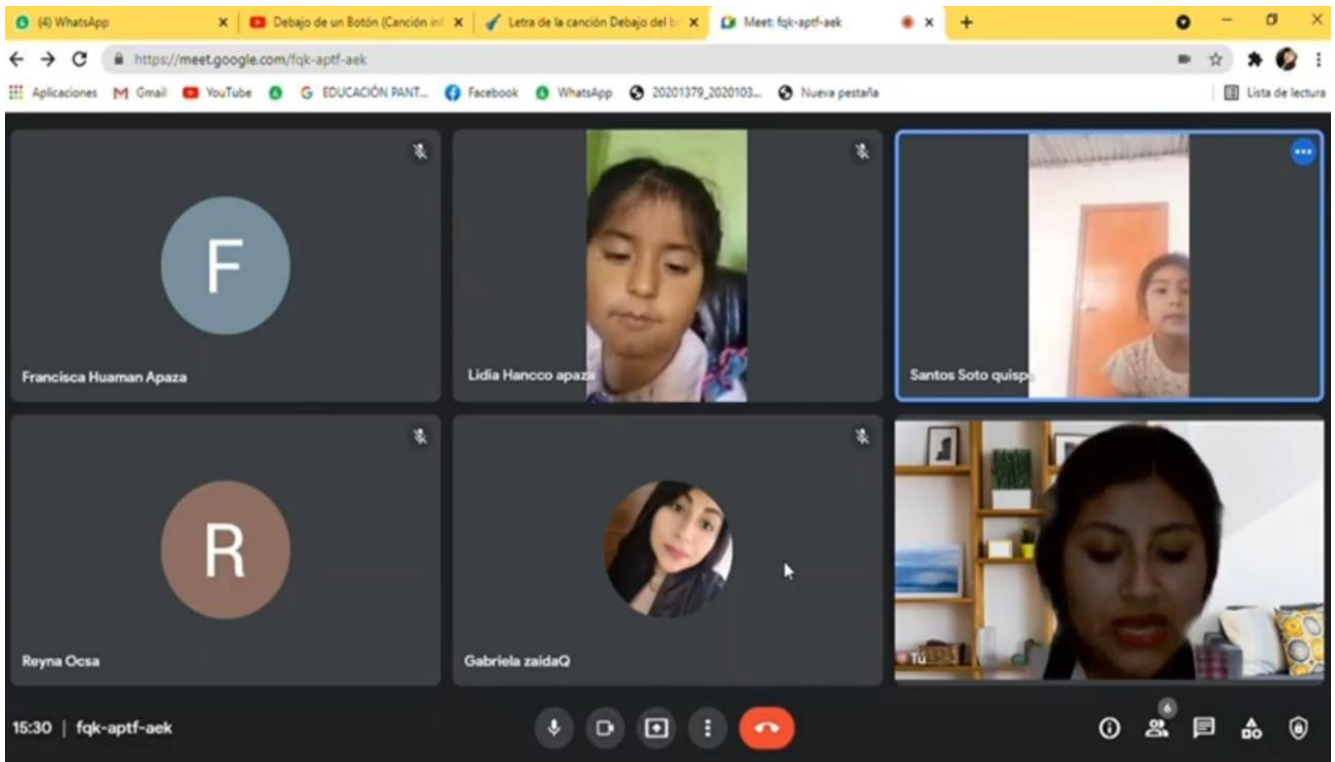 (4) WhatsApp
Debajo de un Botón (Canción inf
Letra de la canción Debajo del b
Meet: fqk-aptf-aek
https://meet.google.com/fqk-aptf-aek
Aplicaciones Gmail YouTube EDUCACIÓN PANT... Facebook WhatsApp 20201379_2020103... Nueva pestaña Lista de lectura
F
Francisca Huaman Apaza
Lidia Hancco apaza
Santos Soto quispe
R
Reyna Ocsa
Gabriela zaidaQ
Tú
15:30 | fqk-aptf-aek
6